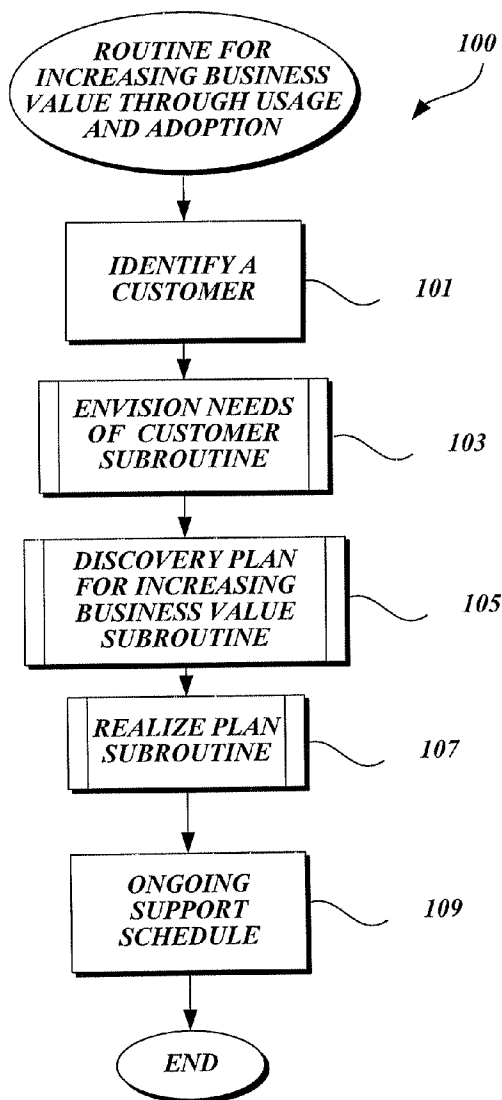 ROUTINE FOR
INCREASING BUSINESS
VALUE THROUGH USAGE
AND ADOPTION
100
IDENTIFY A
CUSTOMER
101
ENVISION NEEDS
OF CUSTOMER
SUBROUTINE
103
DISCOVERY PLAN
FOR INCREASING
BUSINESS VALUE
SUBROUTINE
105
REALIZE PLAN
SUBROUTINE
107
ONGOING
SUPPORT
SCHEDULE
109
END